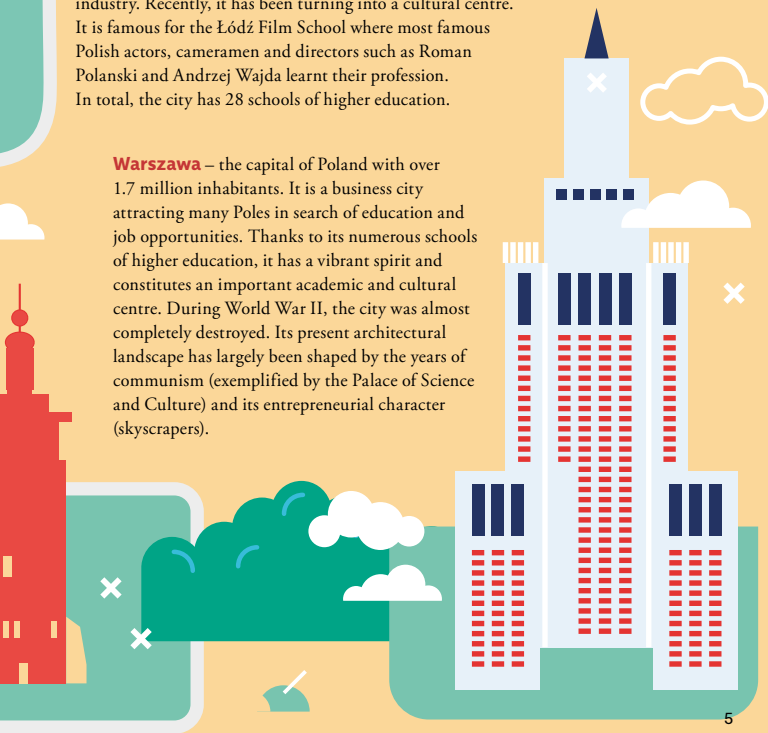 industry. Recently, it has been turning into a cultural centre.
It is famous for the Łódź Film School where most famous
Polish actors, cameramen and directors such as Roman
Polanski and Andrzej Wajda learnt their profession.
In total, the city has 28 schools of higher education.
Warszawa – the capital of Poland with over
1.7 million inhabitants. It is a business city
attracting many Poles in search of education and
job opportunities. Thanks to its numerous schools
of higher education, it has a vibrant spirit and
constitutes an important academic and cultural
centre. During World War II, the city was almost
completely destroyed. Its present architectural
landscape has largely been shaped by the years of
communism (exemplified by the Palace of Science
and Culture) and its entrepreneurial character
(skyscrapers).
5